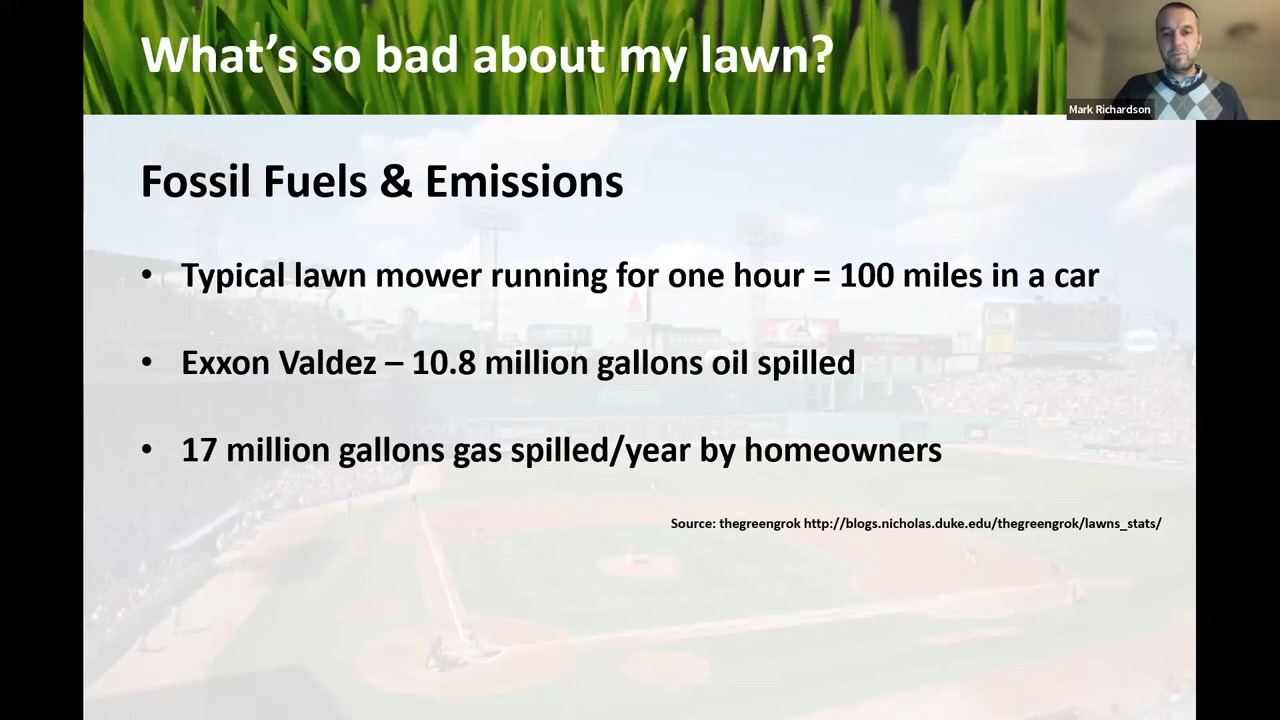 What's so bad about my lawn?
Mark Richardson
Fossil Fuels & Emissions
• Typical lawn mower running for one hour = 100 miles in a car
• Exxon Valdez – 10.8 million gallons oil spilled
• 17 million gallons gas spilled/year by homeowners
Source: thegreengrok http://blogs.nicholas.duke.edu/thegreengrok/lawns_stats/